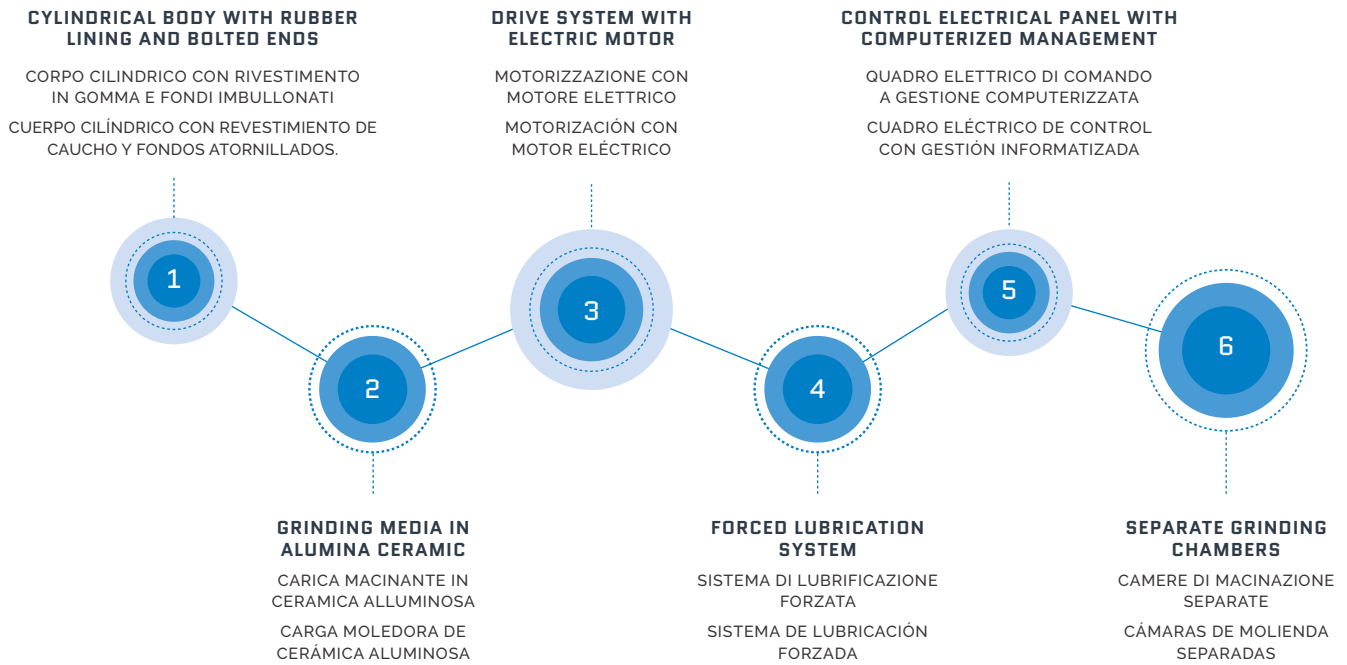 CYLINDRICAL BODY WITH RUBBER
LINING AND BOLTED ENDS
CORPO CILINDRICO CON RIVESTIMENTO
IN GOMMA E FONDI IMBULLONATI
CUERPO CILÍNDRICO CON REVESTIMIENTO DE
CAUCHO Y FONDOS ATORNILLADOS.
1
GRINDING MEDIA IN
ALUMINA CERAMIC
CARICA MACINANTE IN
CERAMICA ALLUMINOSA
CARGA MOLEDORA DE
CERÁMICA ALUMINOSA
2
DRIVE SYSTEM WITH
ELECTRIC MOTOR
MOTORIZZAZIONE CON
MOTORE ELETTRICO
MOTORIZACIÓN CON
MOTOR ELÉCTRICO
3
FORCED LUBRICATION
SYSTEM
SISTEMA DI LUBRIFICAZIONE
FORZATA
SISTEMA DE LUBRICACIÓN
FORZADA
4
CONTROL ELECTRICAL PANEL WITH
COMPUTERIZED MANAGEMENT
QUADRO ELETTRICO DI COMANDO
A GESTIONE COMPUTERIZZATA
CUADRO ELÉCTRICO DE CONTROL
CON GESTIÓN INFORMATIZADA
5
SEPARATE GRINDING
CHAMBERS
CAMERE DI MACINAZIONE
SEPARATE
CÁMARAS DE MOLIENDA
SEPARADAS
6